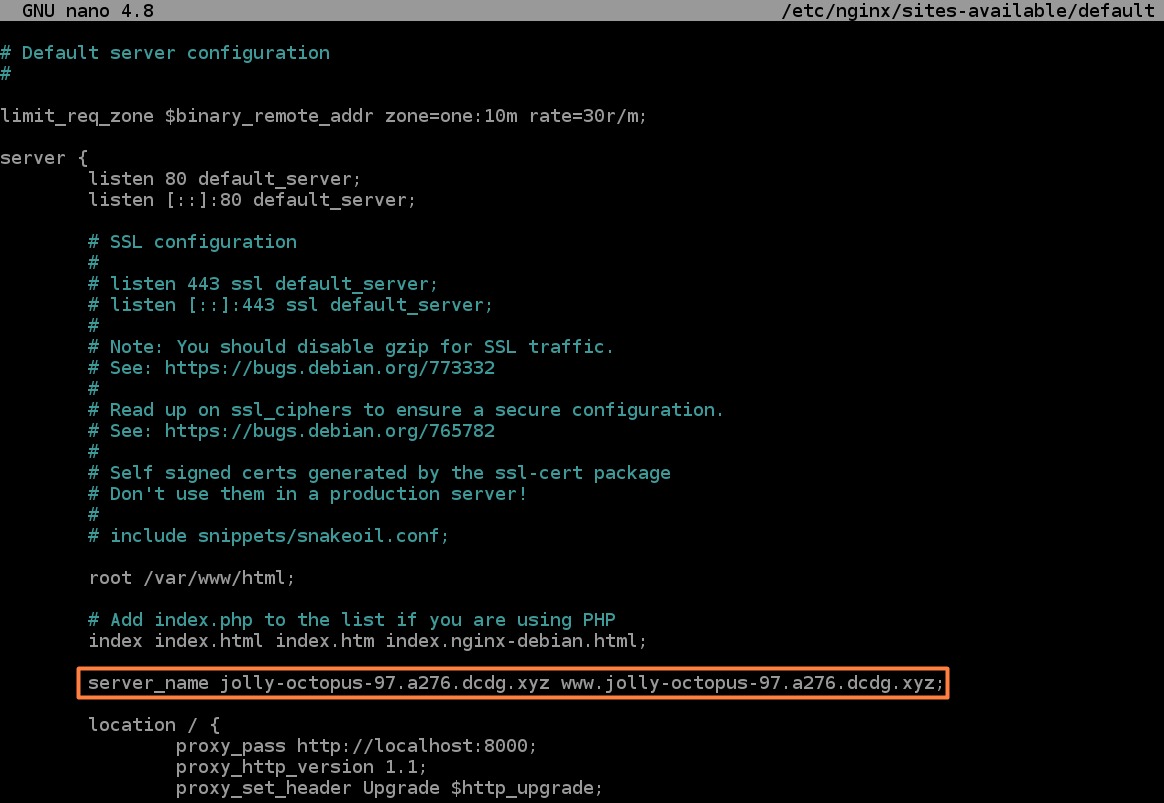 GNU nano 4.8 /etc/nginx/sites-available/default
# Default server configuration
#
limit_req_zone $binary_remote_addr zone=one:10m rate=30r/m;
server {
listen 80 default_server;
listen [::]:80 default_server;
# SSL configuration
#
# listen 443 ssl default_server;
# listen [::]:443 ssl default_server;
#
# Note: You should disable gzip for SSL traffic.
# See: https://bugs.debian.org/773332
#
# Read up on ssl_ciphers to ensure a secure configuration.
# See: https://bugs.debian.org/765782
#
# Self signed certs generated by the ssl-cert package
# Don't use them in a production server!
#
# include snippets/snakeoil.conf;
root /var/www/html;
# Add index.php to the list if you are using PHP
index index.html index.htm index.nginx-debian.html;
server_name jolly-octopus-97.a276.dcdg.xyz www.jolly-octopus-97.a276.dcdg.xyz;
location / {
proxy_pass http://localhost:8000;
proxy_http_version 1.1;
proxy_set_header Upgrade $http_upgrade;